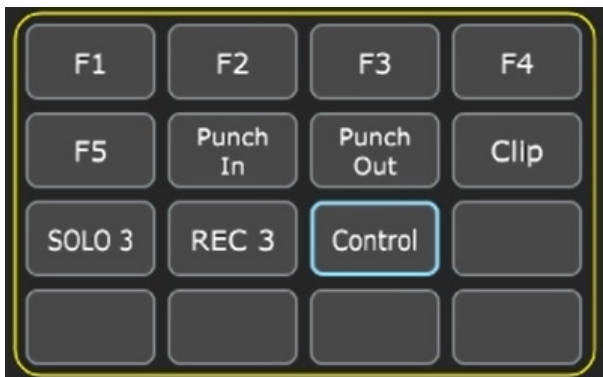 F1 F2 F3 F4
F5 Punch In Punch Out Clip
SOLO 3 REC 3 Control